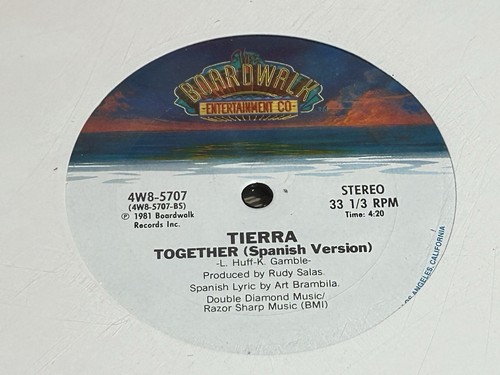 BOARDWALK
-ENTERTAINMENT CO-
4W8-5707
(4W8-5707-BS)
℗ 1981 Boardwalk
Records Inc.
STEREO
33 1/3 RPM
Time: 4:20
TIERRA
TOGETHER (Spanish Version)
-L. Huff-K. Gamble-
Produced by Rudy Salas.
Spanish Lyric by Art Brambila.
Double Diamond Music/
Razor Sharp Music (BMI)
ANGELES, CALIFORNIA